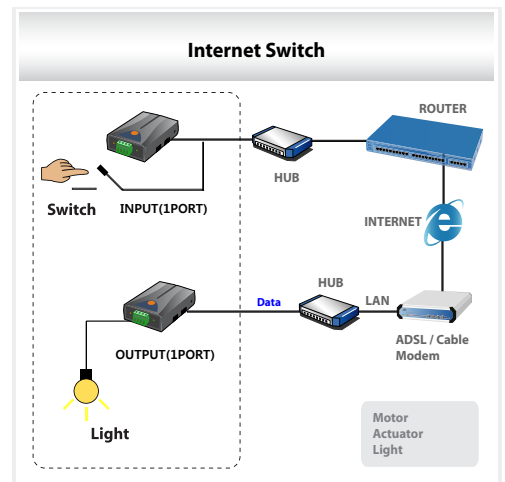 Internet Switch
ROUTER
HUB
Switch
INPUT(1PORT)
INTERNET
HUB
Data
LAN
ADSL / Cable
Modem
OUTPUT(1PORT)
Light
Motor
Actuator
Light